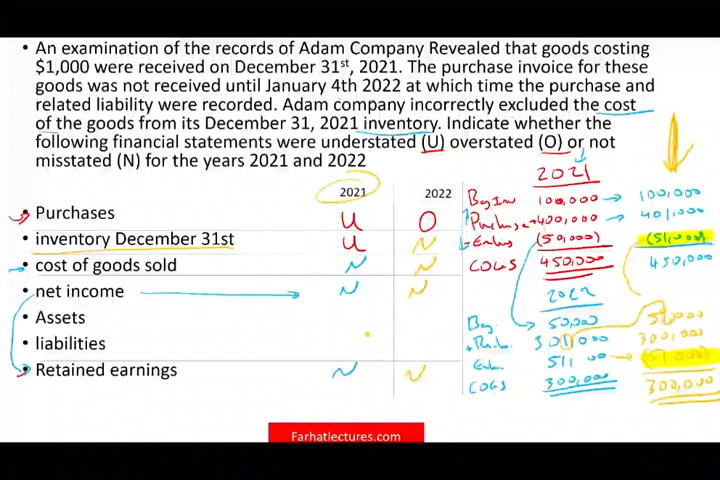 • An examination of the records of Adam Company Revealed that goods costing
$1,000 were received on December 31st, 2021. The purchase invoice for these
goods was not received until January 4th 2022 at which time the purchase and
related liability were recorded. Adam company incorrectly excluded the cost
of the goods from its December 31, 2021 inventory. Indicate whether the
following financial statements were understated (U) overstated (O) or not
misstated (N) for the years 2021 and 2022
2021 2022
• Purchases U O
• inventory December 31st U N
• cost of goods sold N N
• net income N N
• Assets
• liabilities
• Retained earnings N N
2021
Beg Inv 100,000 → 100,000
+400,000 → 401,000
(50,000) (51,000)
COGS 450,000 450,000
2022
Beg. 50,000
301,000 300,000
(51,000)
COGS 300,000 300,000
Farhatlectures.com